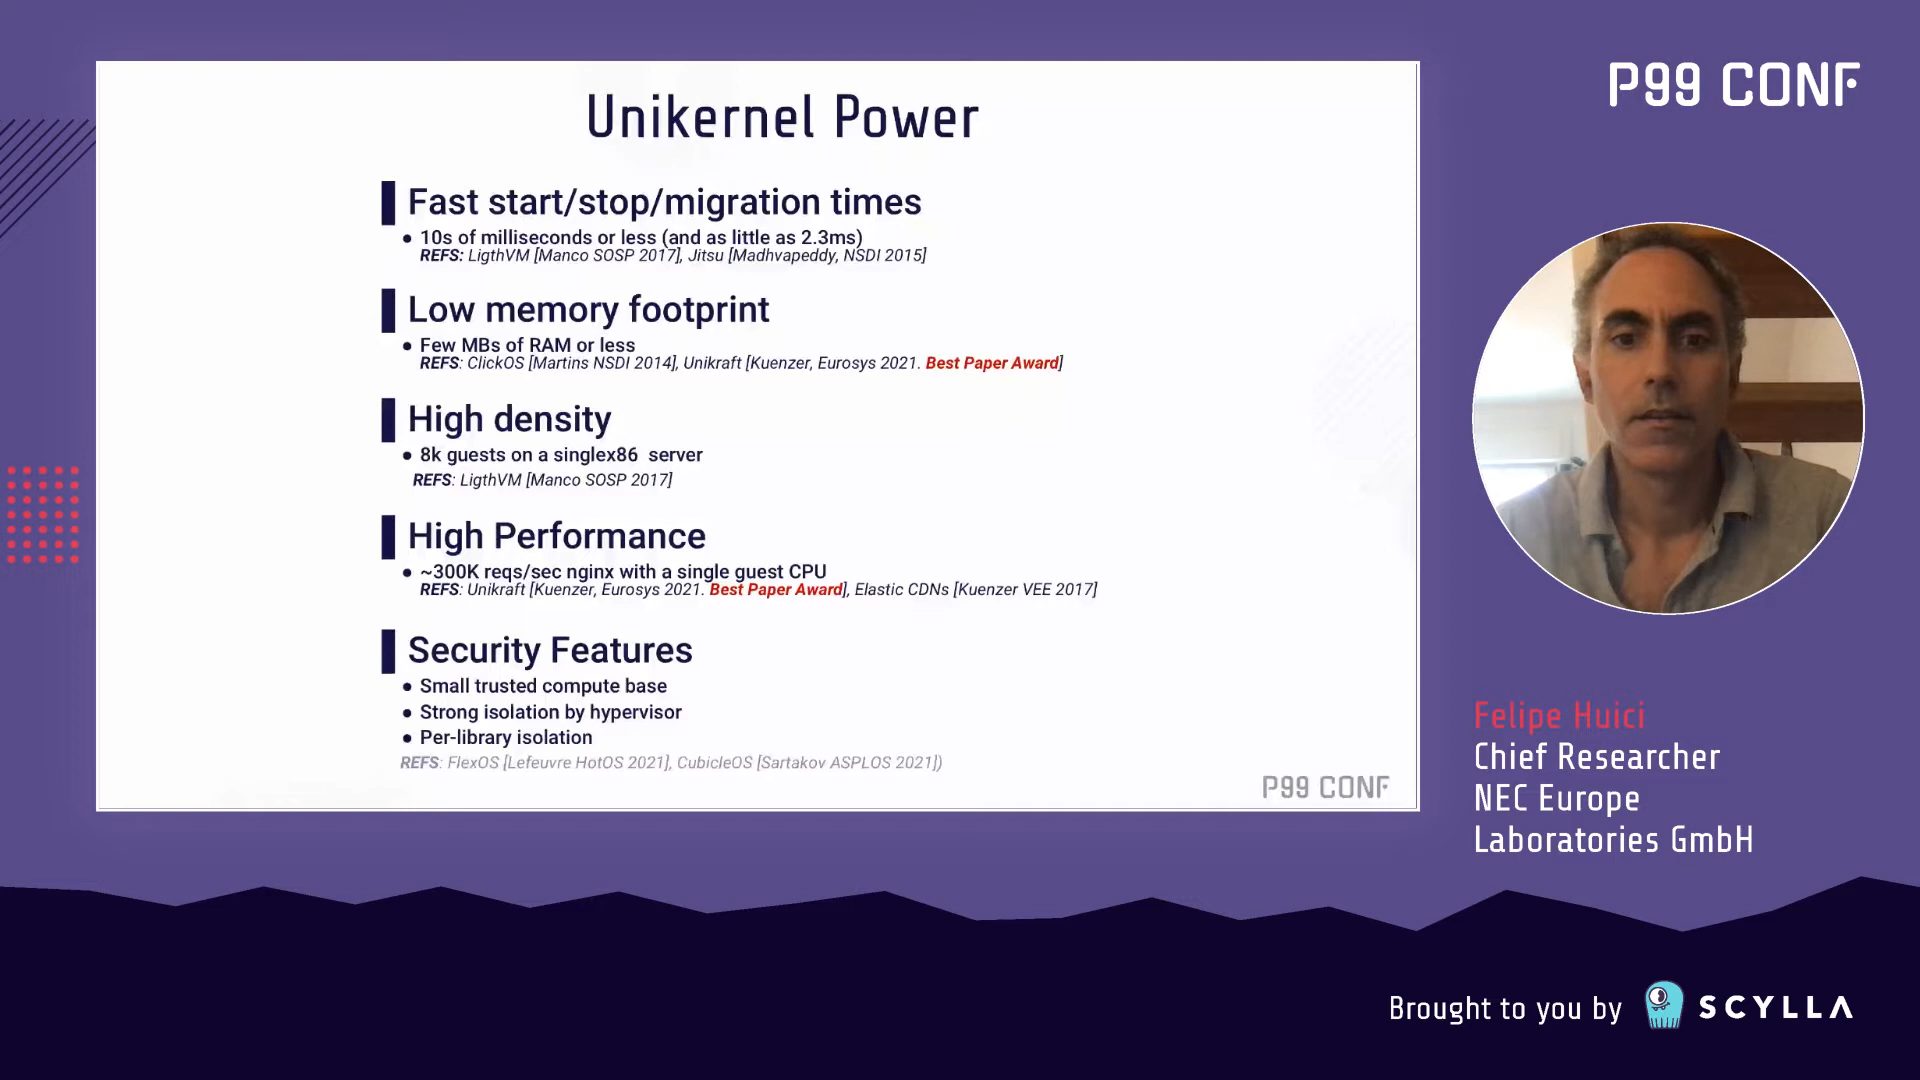 P99 CONF
Unikernel Power
Fast start/stop/migration times
● 10s of milliseconds or less (and as little as 2.3ms)
REFS: LigthVM [Manco SOSP 2017], Jitsu [Madhvapeddy, NSDI 2015]
Low memory footprint
● Few MBs of RAM or less
REFS: ClickOS [Martins NSDI 2014], Unikraft [Kuenzer, Eurosys 2021. Best Paper Award]
High density
● 8k guests on a singlex86 server
REFS: LigthVM [Manco SOSP 2017]
High Performance
● ~300K reqs/sec nginx with a single guest CPU
REFS: Unikraft [Kuenzer, Eurosys 2021. Best Paper Award], Elastic CDNs [Kuenzer VEE 2017]
Security Features
● Small trusted compute base
● Strong isolation by hypervisor
● Per-library isolation
REFS: FlexOS [Lefeuvre HotOS 2021], CubicleOS [Sartakov ASPLOS 2021])
P99 CONF
Felipe Huici
Chief Researcher
NEC Europe
Laboratories GmbH
Brought to you by SCYLLA